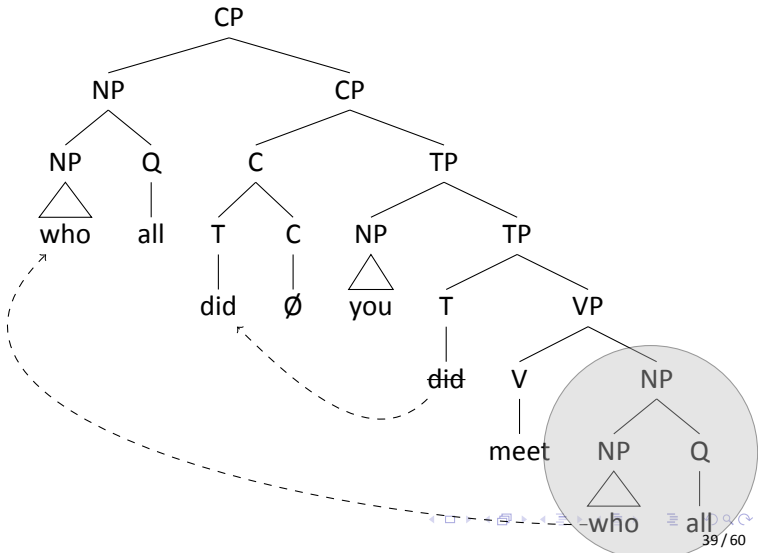 CP
NP CP
NP Q C TP
who all T C NP TP
did Ø you T VP
did V NP
meet NP Q
who all
39 / 60